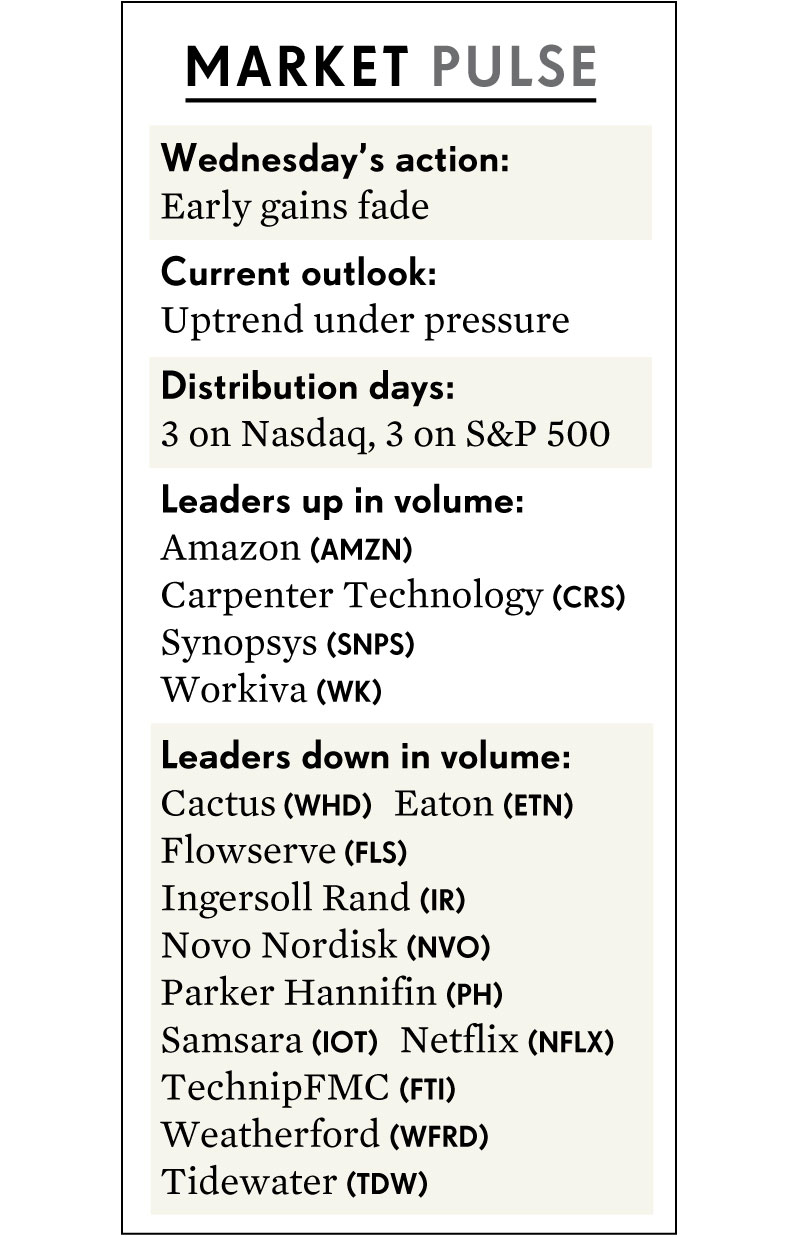 MARKET PULSE
Wednesday’s action:
Early gains fade
Current outlook:
Uptrend under pressure
Distribution days:
3 on Nasdaq, 3 on S&P 500
Leaders up in volume:
Amazon (AMZN)
Carpenter Technology (CRS)
Synopsys (SNPS)
Workiva (WK)
Leaders down in volume:
Cactus (WHD) Eaton (ETN)
Flowserve (FLS)
Ingersoll Rand (IR)
Novo Nordisk (NVO)
Parker Hannifin (PH)
Samsara (IOT) Netflix (NFLX)
TechnipFMC (FTI)
Weatherford (WFRD)
Tidewater (TDW)